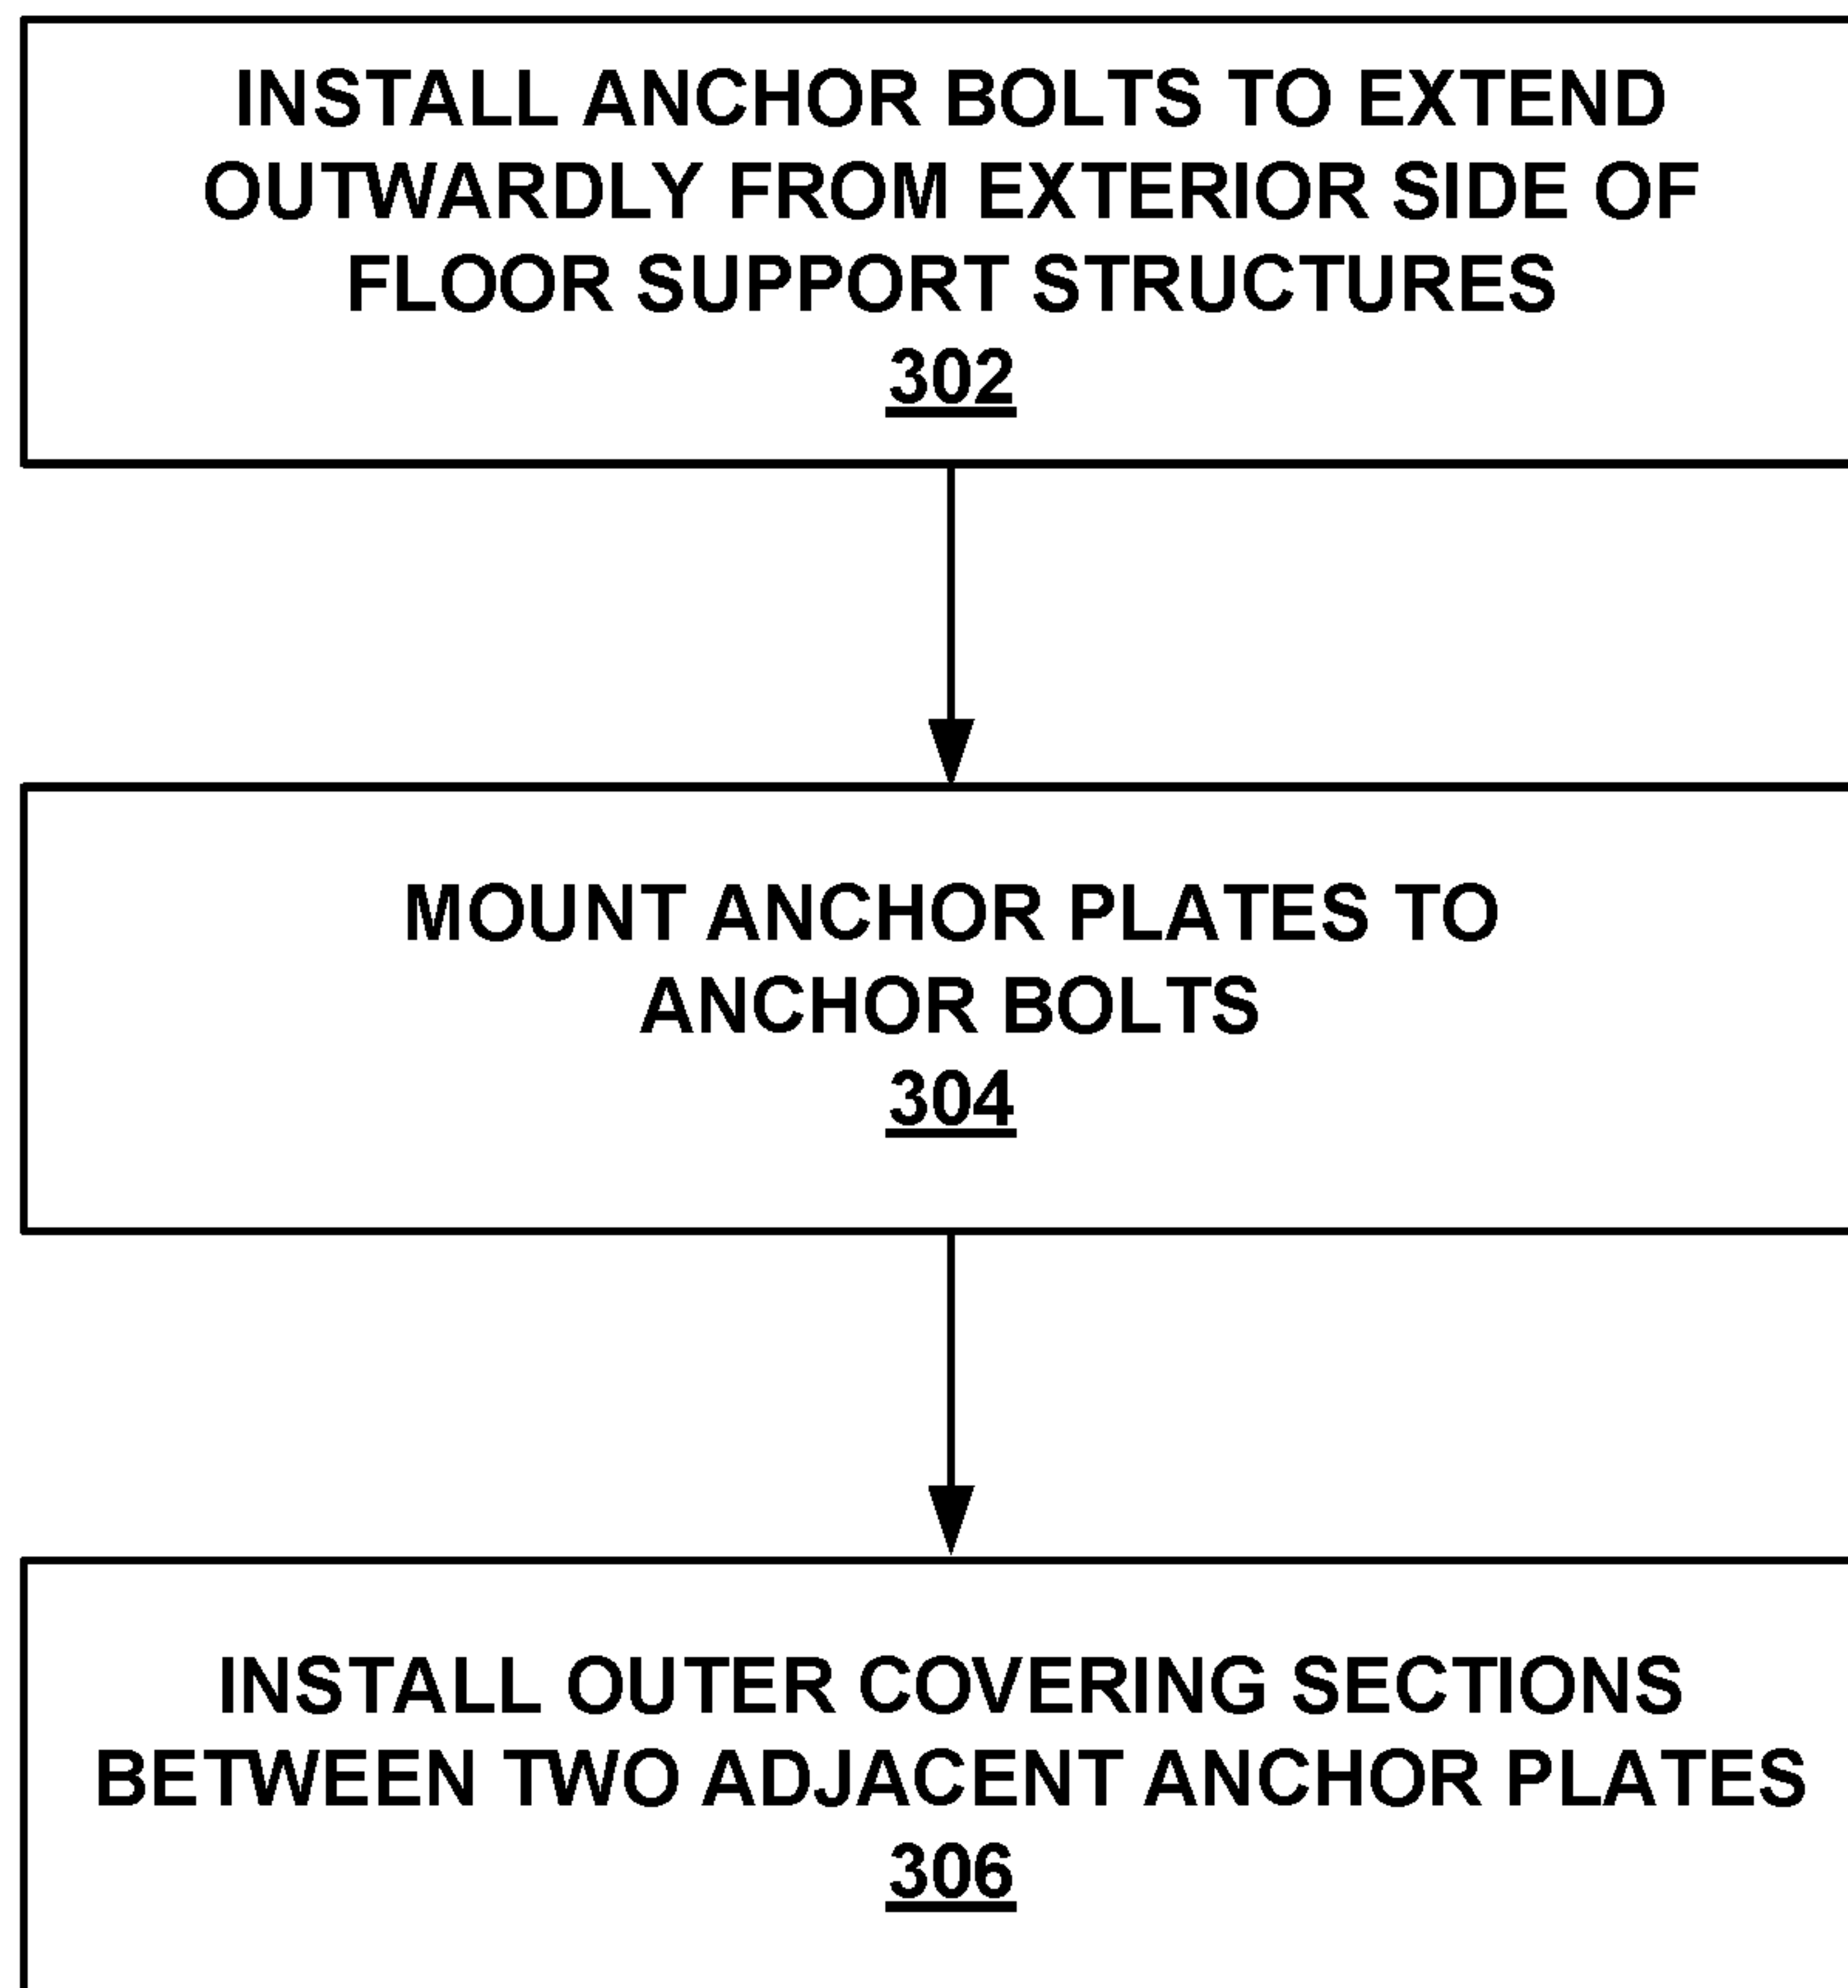 INSTALL ANCHOR BOLTS TO EXTEND
OUTWARDLY FROM EXTERIOR SIDE OF
FLOOR SUPPORT STRUCTURES
302
MOUNT ANCHOR PLATES TO
ANCHOR BOLTS
304
INSTALL OUTER COVERING SECTIONS
BETWEEN TWO ADJACENT ANCHOR PLATES
306